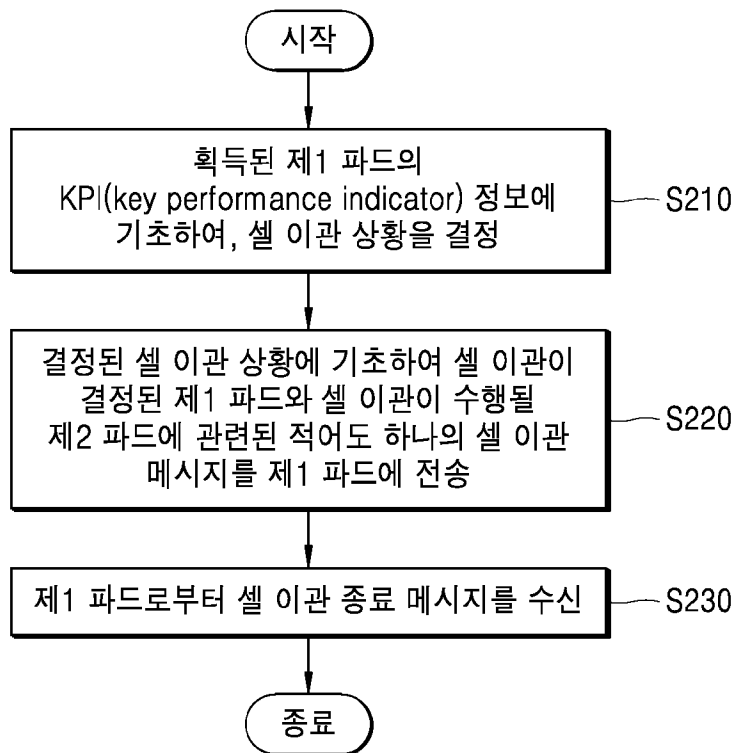 시작
획득된 제1 파드의
KPI(key performance indicator) 정보에
기초하여, 셀 이관 상황을 결정
S210
결정된 셀 이관 상황에 기초하여 셀 이관이
결정된 제1 파드와 셀 이관이 수행될
제2 파드에 관련된 적어도 하나의 셀 이관
메시지를 제1 파드에 전송
S220
제1 파드로부터 셀 이관 종료 메시지를 수신
S230
종료